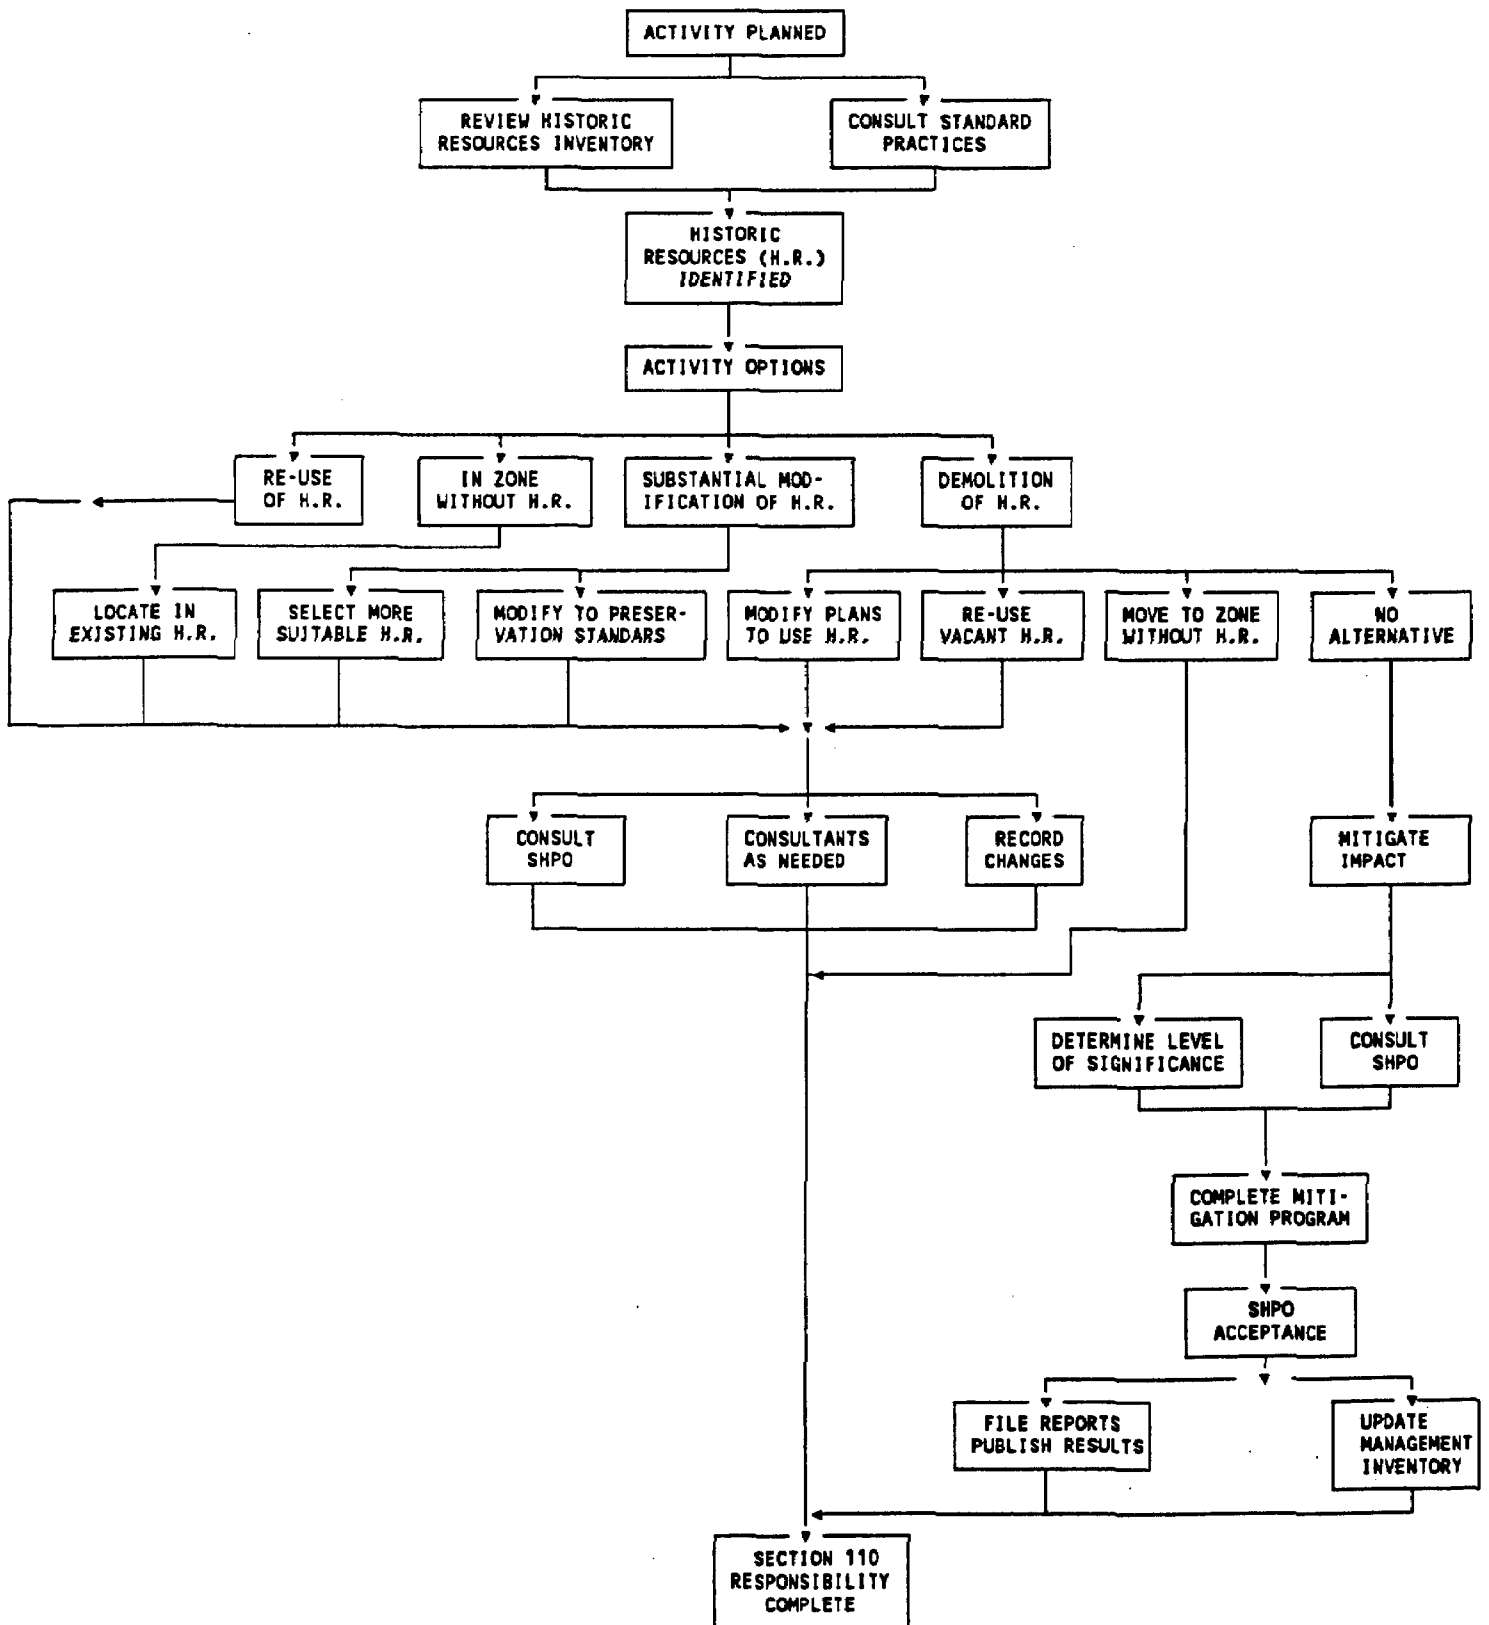 ACTIVITY PLANNED
REVIEW HISTORIC
RESOURCES INVENTORY
CONSULT STANDARD
PRACTICES
HISTORIC
RESOURCES (H.R.)
IDENTIFIED
ACTIVITY OPTIONS
RE-USE
OF H.R.
IN ZONE
WITHOUT H.R.
SUBSTANTIAL MOD-
IFICATION OF H.R.
DEMOLITION
OF H.R.
LOCATE IN
EXISTING H.R.
SELECT MORE
SUITABLE H.R.
MODIFY TO PRESER-
VATION STANDARS
MODIFY PLANS
TO USE H.R.
RE-USE
VACANT H.R.
MOVE TO ZONE
WITHOUT H.R.
NO
ALTERNATIVE
CONSULT
SHPO
CONSULTANTS
AS NEEDED
RECORD
CHANGES
MITIGATE
IMPACT
DETERMINE LEVEL
OF SIGNIFICANCE
CONSULT
SHPO
COMPLETE MITI-
GATION PROGRAM
SHPO
ACCEPTANCE
FILE REPORTS
PUBLISH RESULTS
UPDATE
MANAGEMENT
INVENTORY
SECTION 110
RESPONSIBILITY
COMPLETE